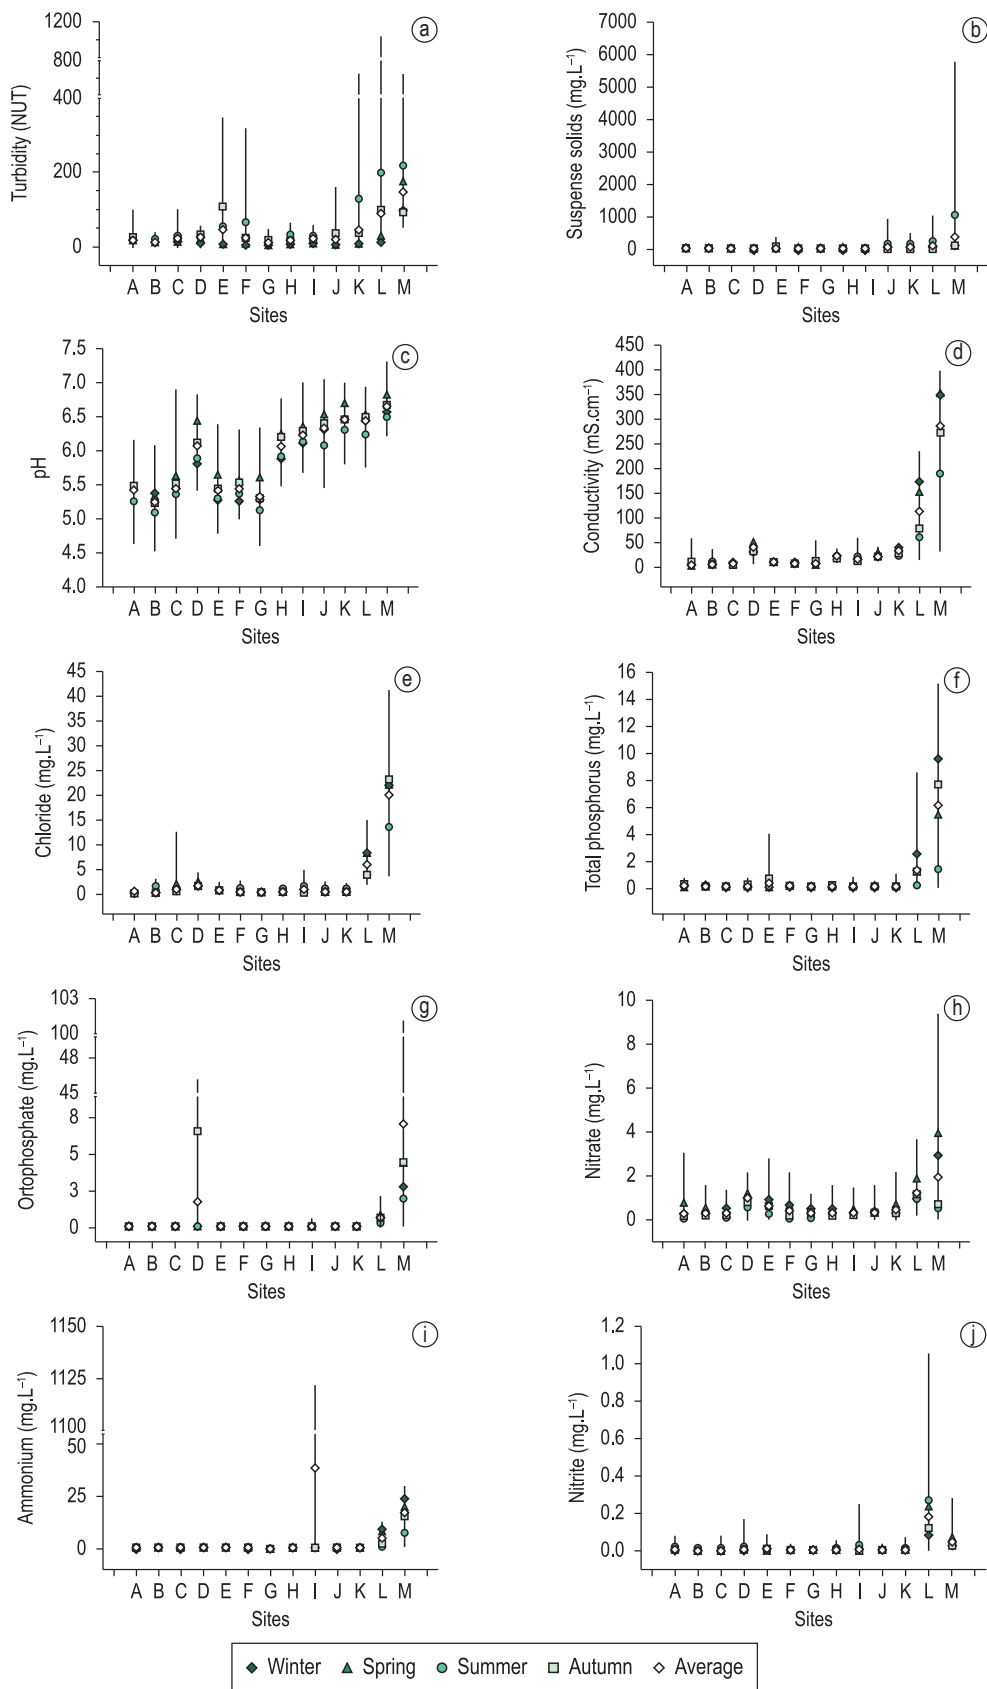 a
1200
800
400
200
0
Turbidity (NUT)
A B C D E F G H I J K L M
Sites
b
7000
6000
5000
4000
3000
2000
1000
0
Suspense solids (mg.L⁻¹)
A B C D E F G H I J K L M
Sites
c
7.5
7.0
6.5
6.0
5.5
5.0
4.5
4.0
pH
A B C D E F G H I J K L M
Sites
d
450
400
350
300
250
200
150
100
50
0
Conductivity (mS.cm⁻¹)
A B C D E F G H I J K L M
Sites
e
45
40
35
30
25
20
15
10
5
0
Chloride (mg.L⁻¹)
A B C D E F G H I J K L M
Sites
f
16
14
12
10
8
6
4
2
0
Total phosphorus (mg.L⁻¹)
A B C D E F G H I J K L M
Sites
g
103
100
48
45
8
5
3
0
Ortophosphate (mg.L⁻¹)
A B C D E F G H I J K L M
Sites
h
10
8
6
4
2
0
Nitrate (mg.L⁻¹)
A B C D E F G H I J K L M
Sites
i
1150
1125
1100
50
25
0
Ammonium (mg.L⁻¹)
A B C D E F G H I J K L M
Sites
j
1.2
1.0
0.8
0.6
0.4
0.2
0.0
Nitrite (mg.L⁻¹)
A B C D E F G H I J K L M
Sites
Winter Spring Summer Autumn Average